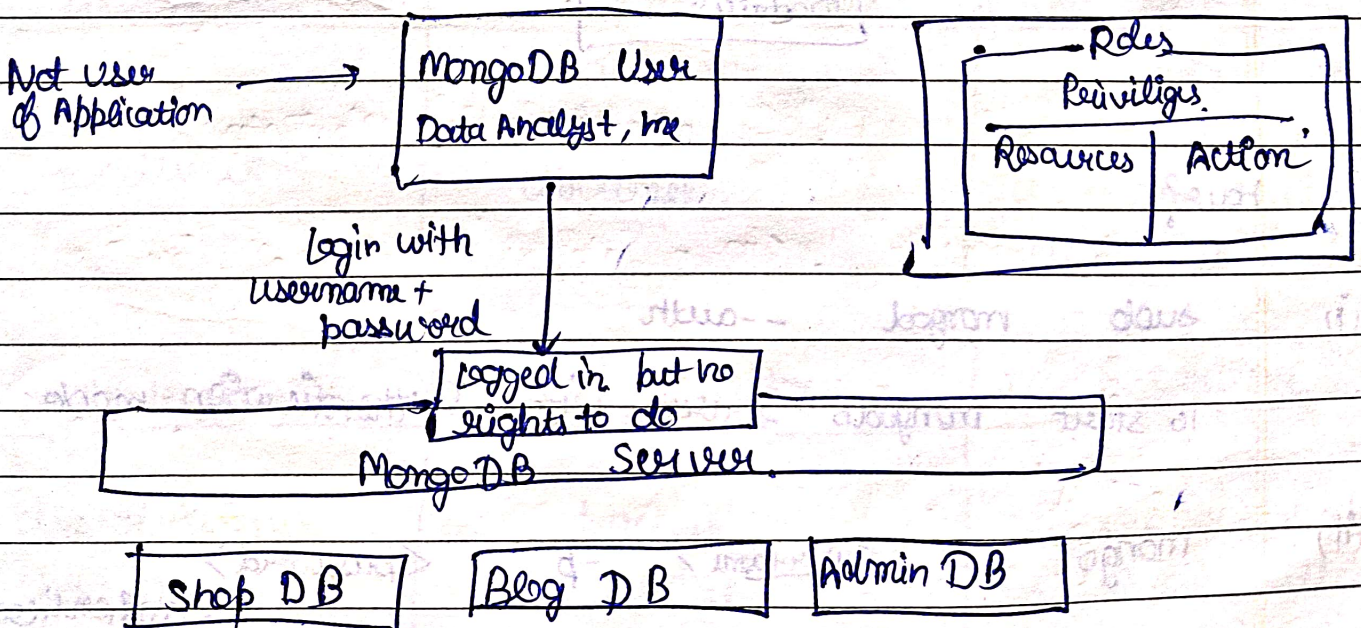 Not user
of Application
MongoDB User
Data Analyst, me
Roles
Resources
Action
Login with
username +
password
Logged in but no
rights to do
MongoDB Server
Shop DB
Blog DB
Admin DB